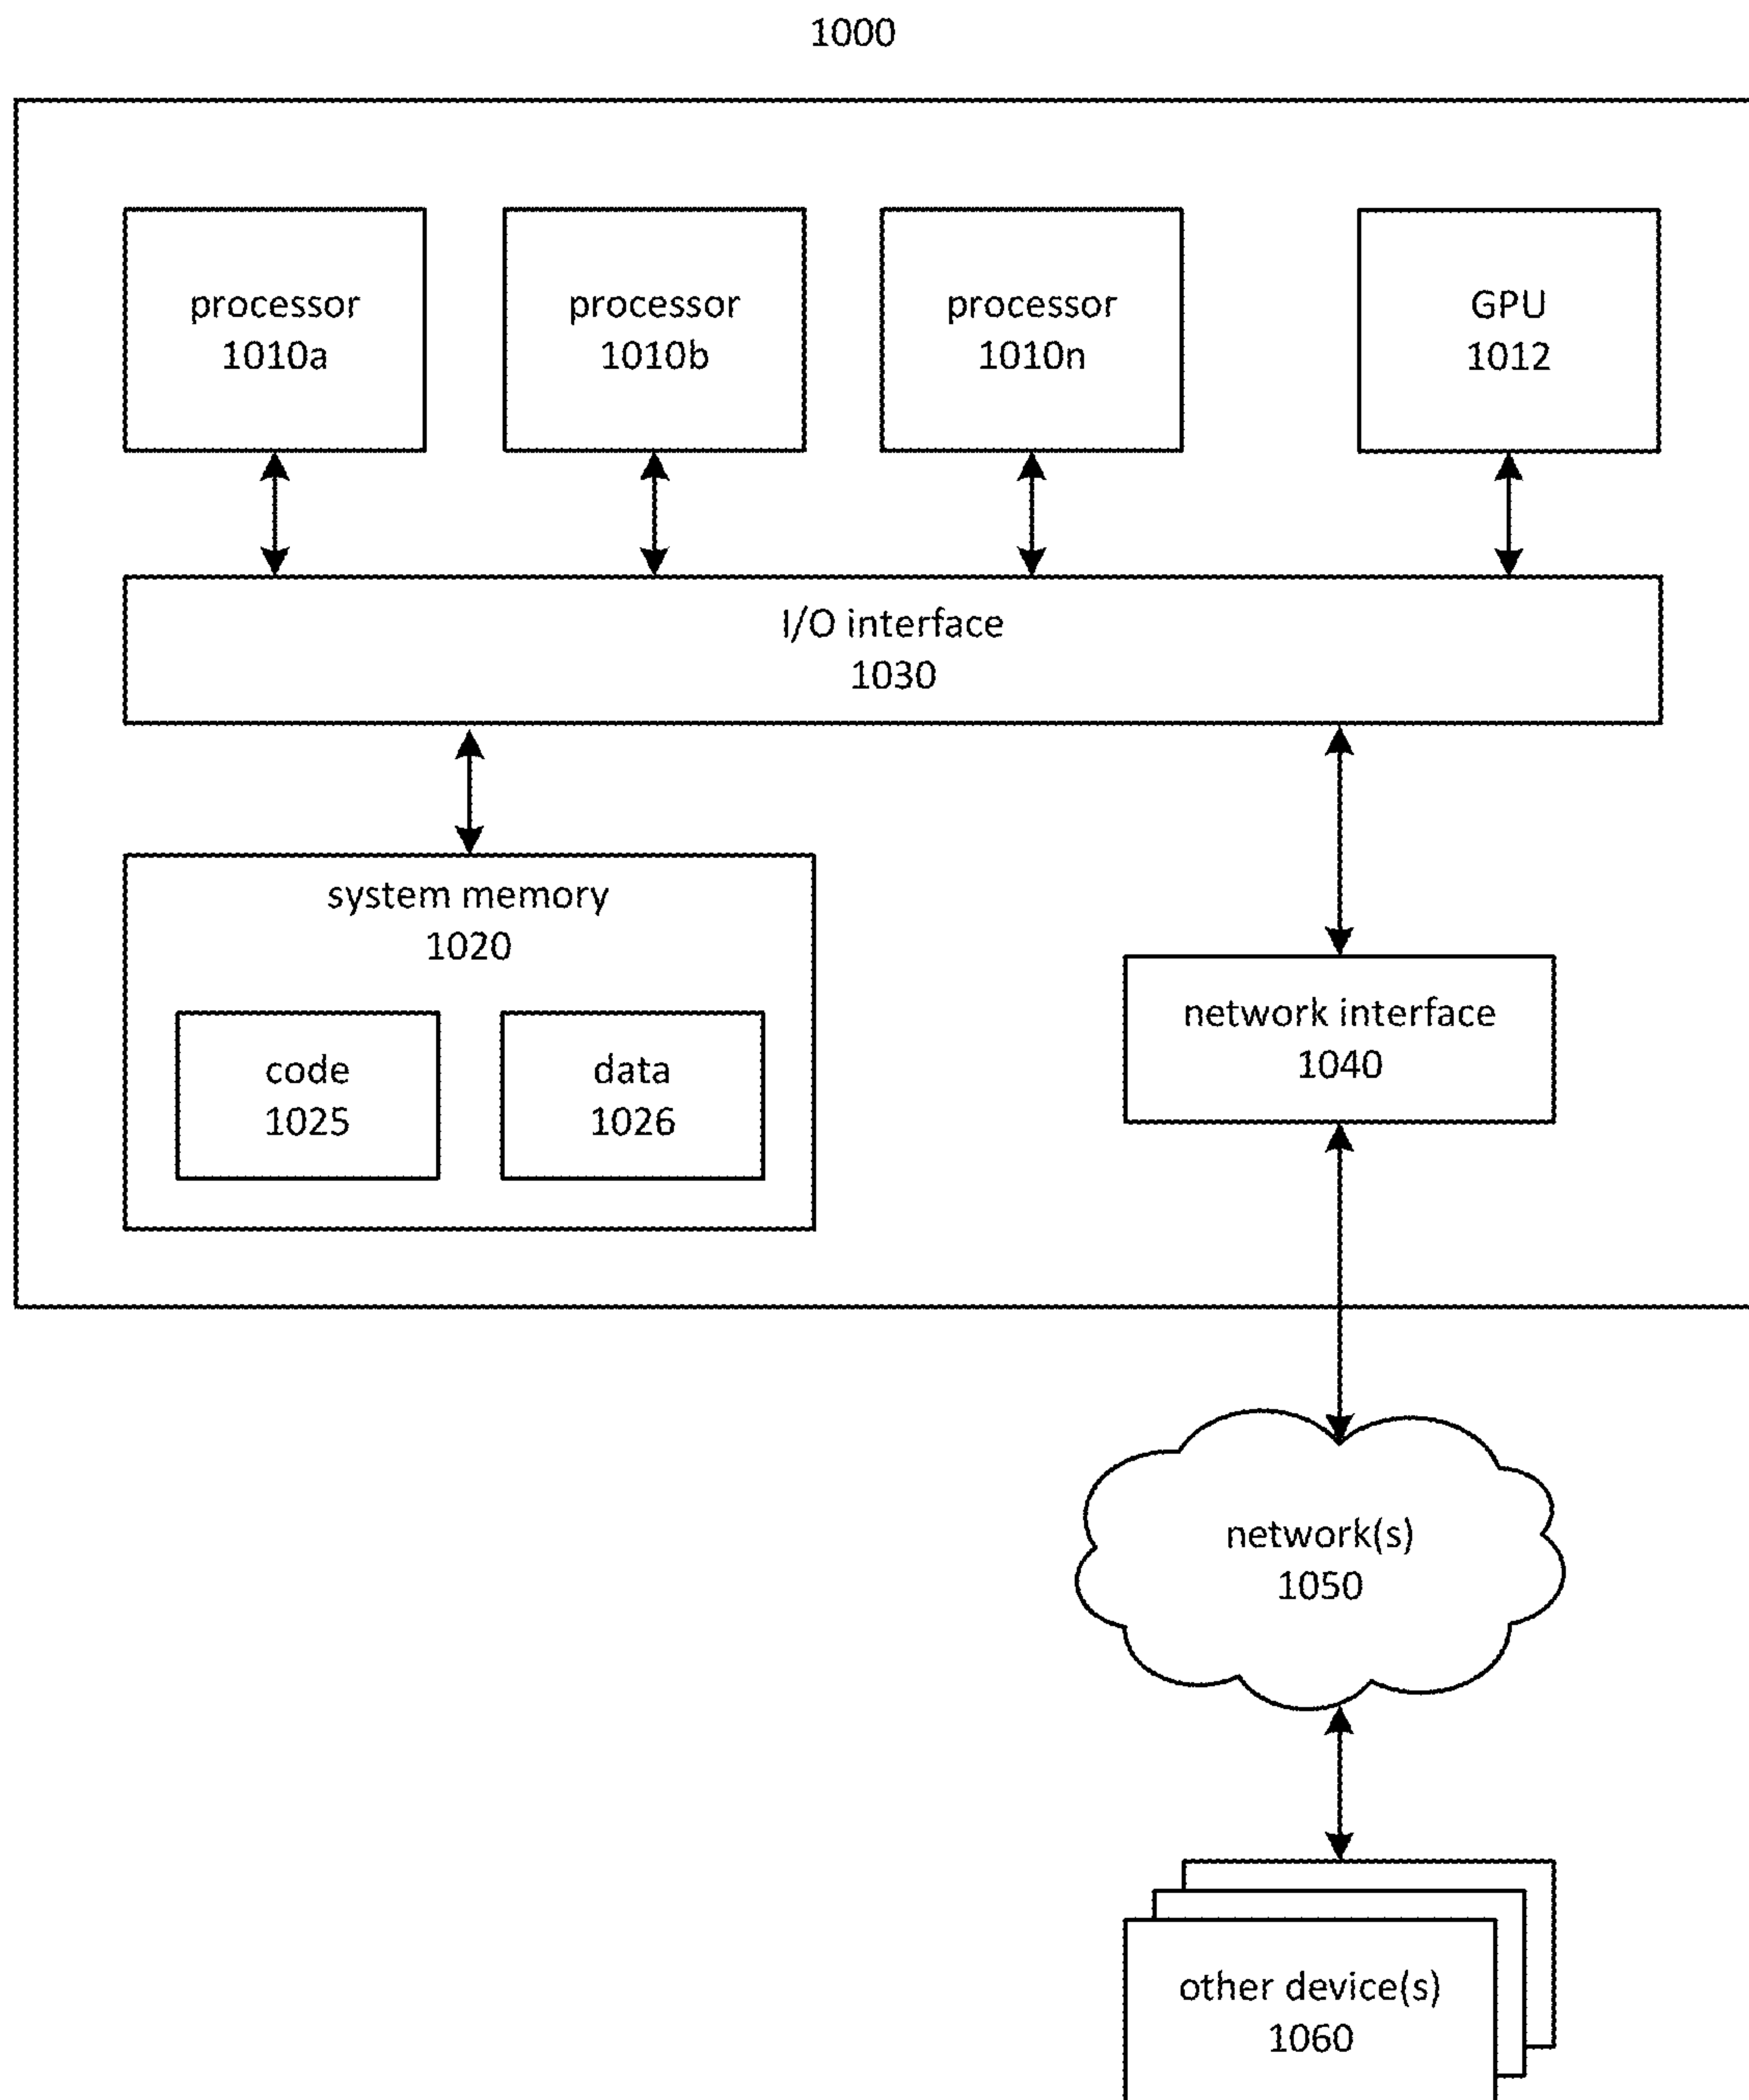 1000
processor
1010a
processor
1010b
processor
1010n
GPU
1012
I/O interface
1030
system memory
1020
code
1025
data
1026
network interface
1040
network(s)
1050
other device(s)
1060